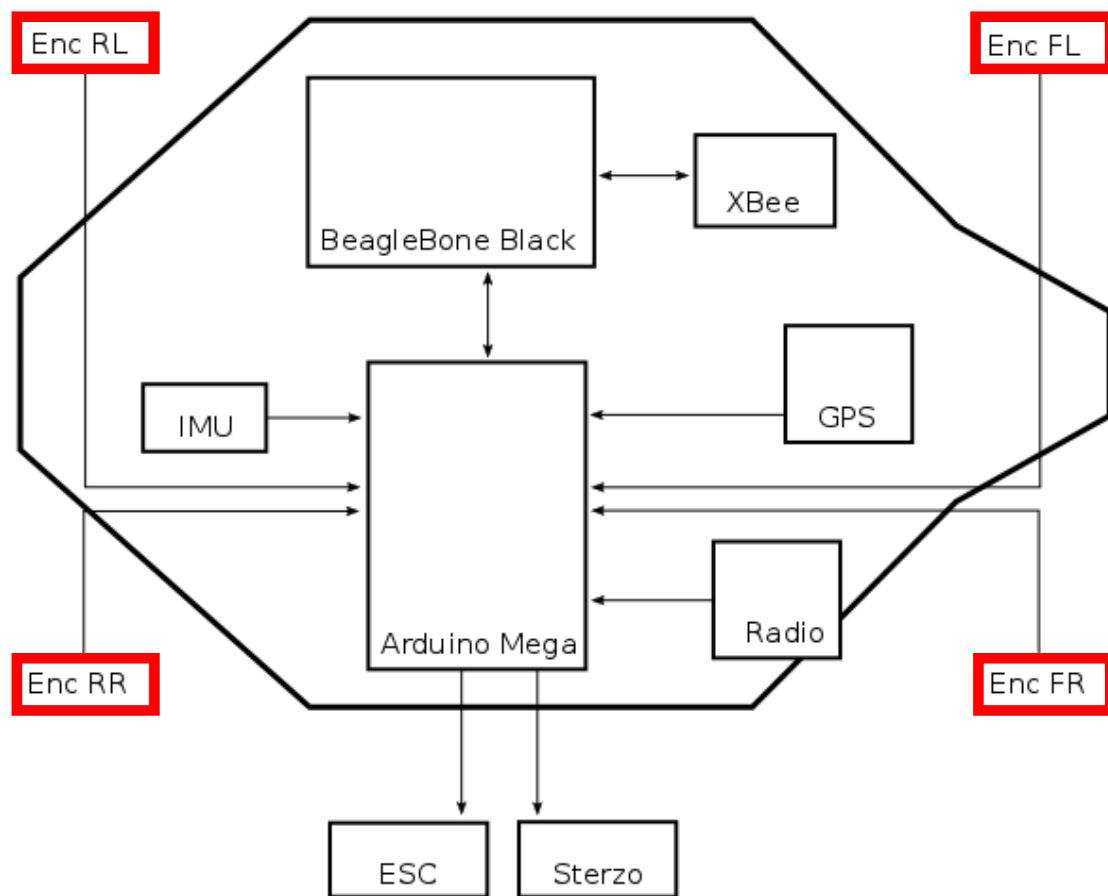 Enc RL
Enc FL
XBee
BeagleBone Black
IMU
GPS
Radio
Arduino Mega
Enc RR
Enc FR
ESC
Sterzo